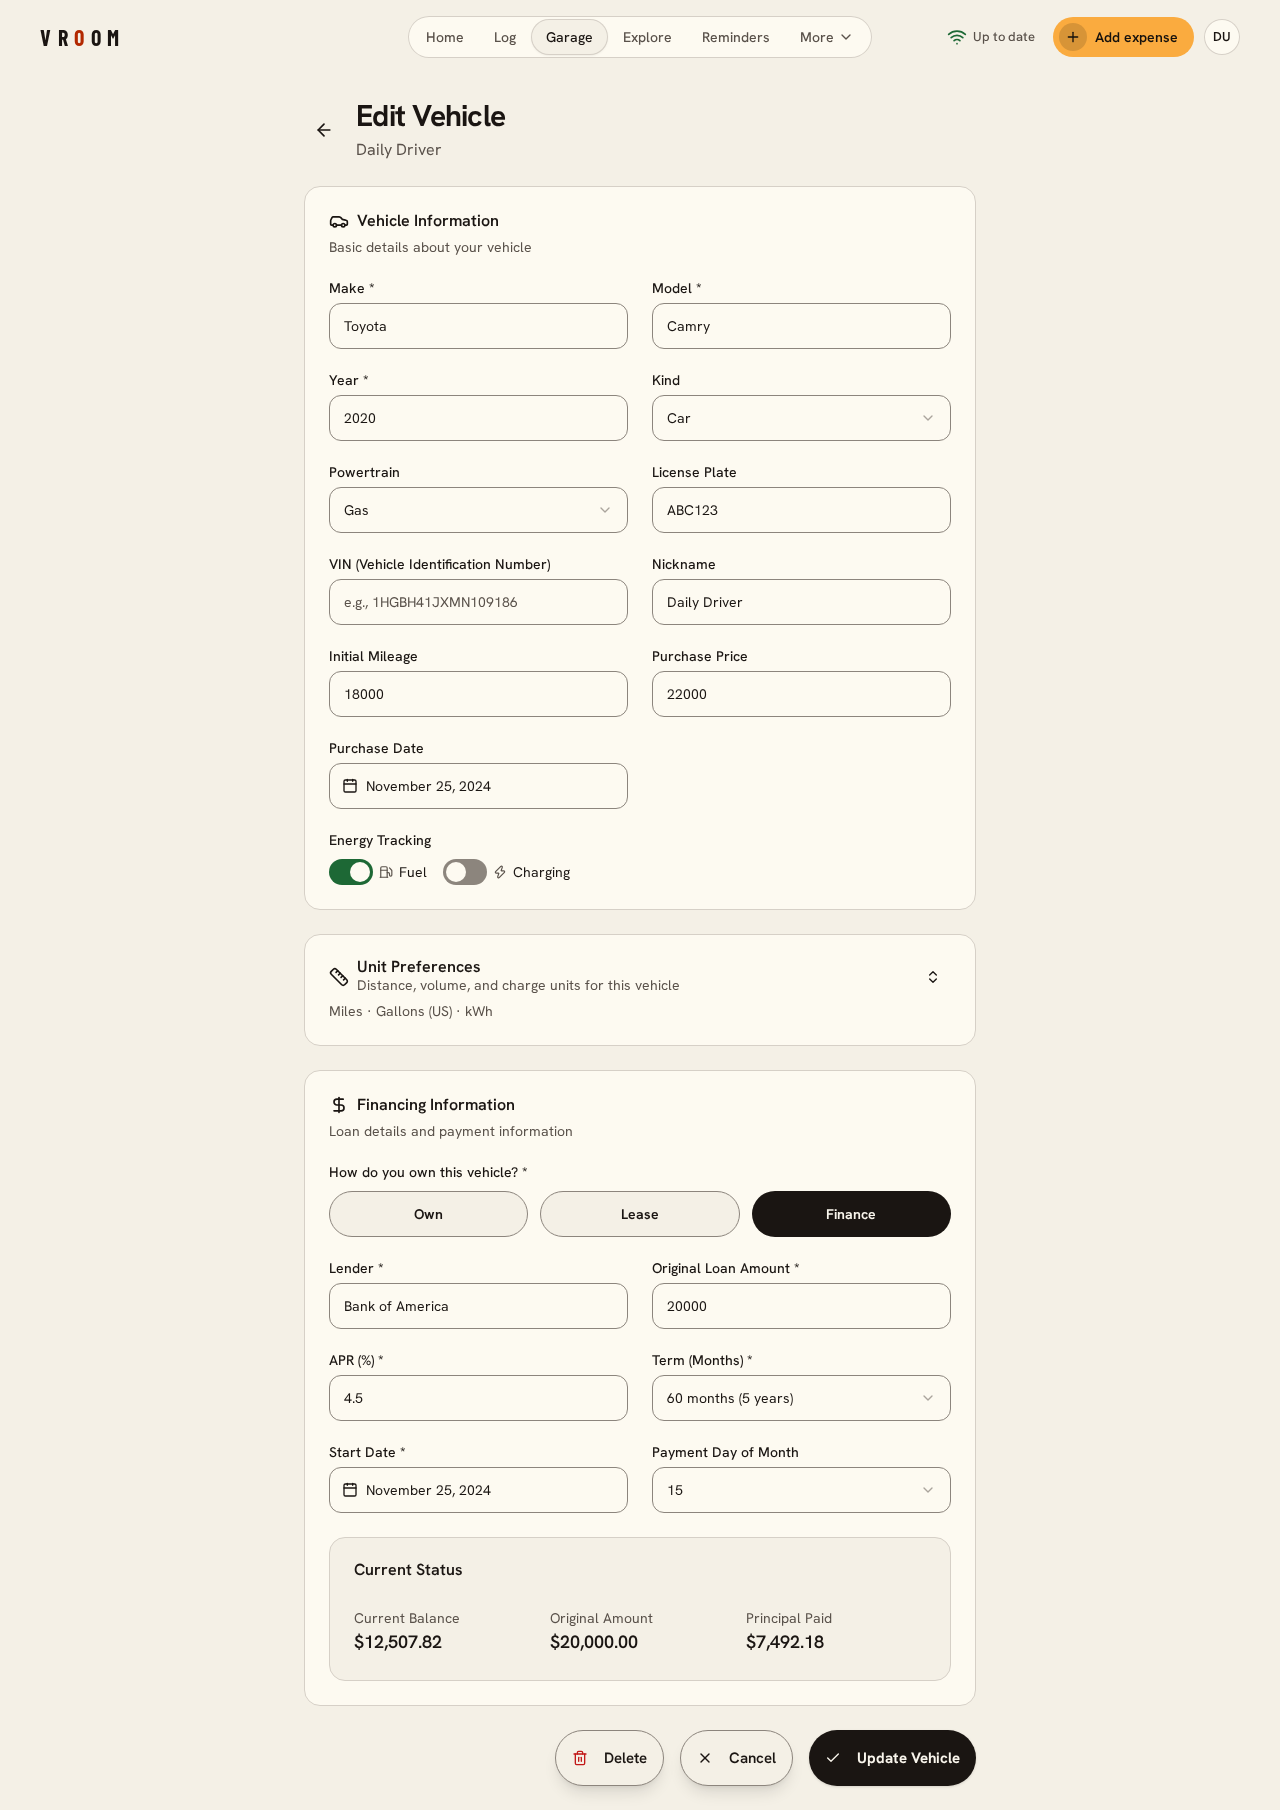 VROOM
Home Log Garage Explore Reminders More
Up to date
Add expense
DU
Edit Vehicle
Daily Driver
Vehicle Information
Basic details about your vehicle
Make * Model *
Toyota Camry
Year * Kind
2020 Car
Powertrain License Plate
Gas ABC123
VIN (Vehicle Identification Number) Nickname
e.g., 1HGBH41JXMN109186 Daily Driver
Initial Mileage Purchase Price
18000 22000
Purchase Date
November 25, 2024
Energy Tracking
Fuel Charging
Unit Preferences
Distance, volume, and charge units for this vehicle
Miles · Gallons (US) · kWh
Financing Information
Loan details and payment information
How do you own this vehicle? *
Own Lease Finance
Lender * Original Loan Amount *
Bank of America 20000
APR (%) * Term (Months) *
4.5 60 months (5 years)
Start Date * Payment Day of Month
November 25, 2024 15
Current Status
Current Balance Original Amount Principal Paid
$12,507.82 $20,000.00 $7,492.18
Delete Cancel Update Vehicle